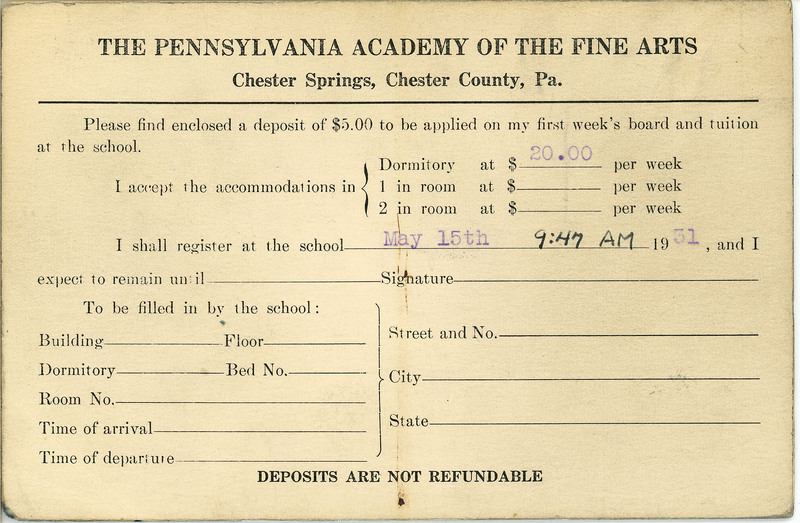 THE PENNSYLVANIA ACADEMY OF THE FINE ARTS
Chester Springs, Chester County, Pa.
Please find enclosed a deposit of $5.00 to be applied on my first week's board and tuition
at the school.
I accept the accommodations in
Dormitory at $ 20.00 per week
1 in room at $ per week
2 in room at $ per week
I shall register at the school May 15th 9:47 AM 1931, and I
expect to remain until Signature
To be filled in by the school:
Building Floor
Dormitory Bed No.
Room No.
Time of arrival
Time of departure
Street and No.
City
State
DEPOSITS ARE NOT REFUNDABLE